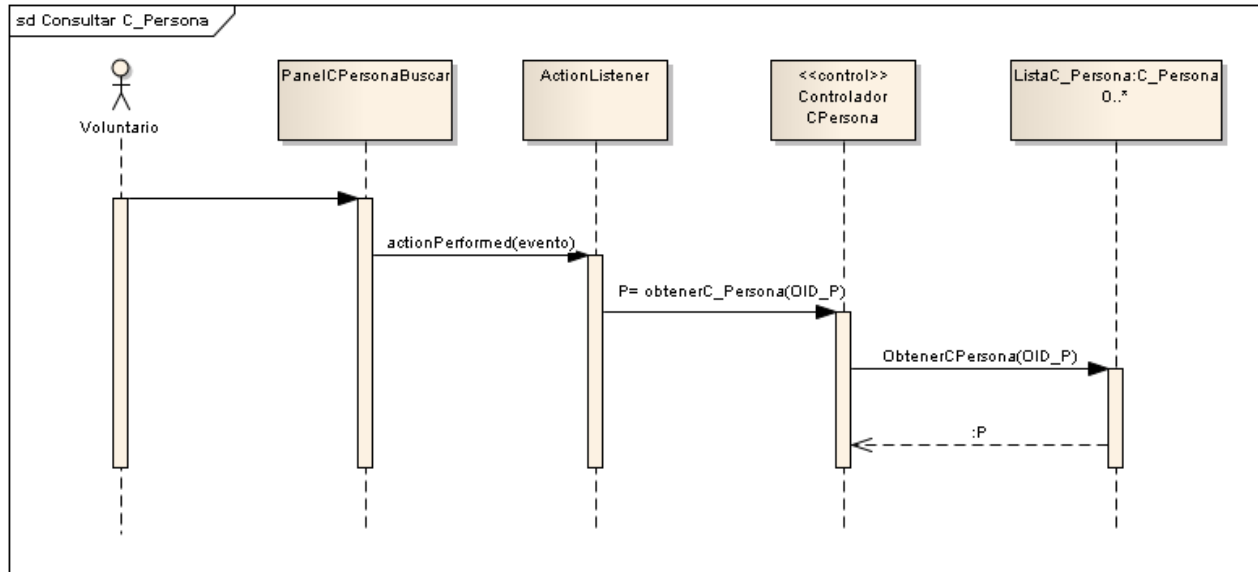 sd Consultar C_Persona
Voluntario
PanelCPersonaBuscar
ActionListener
<<control>>
Controlador
CPersona
ListaC_Persona:C_Persona
0..*
actionPerformed(evento)
P= obtenerC_Persona(OID_P)
ObtenerCPersona(OID_P)
:P